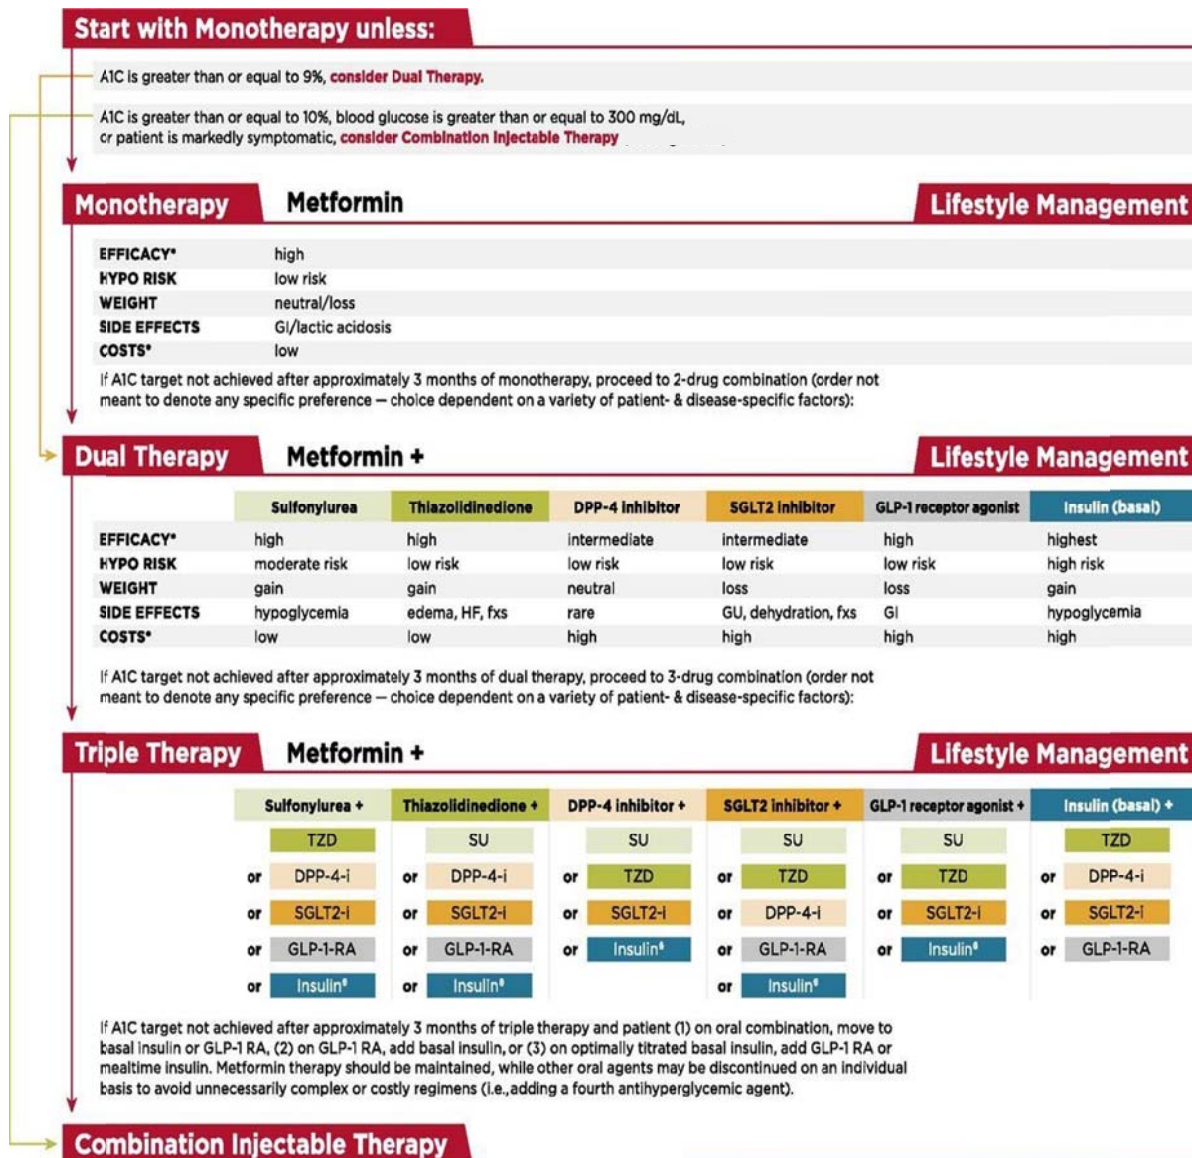 Start with Monotherapy unless:
A1C is greater than or equal to 9%, consider Dual Therapy.
A1C is greater than or equal to 10%, blood glucose is greater than or equal to 300 mg/dL,
or patient is markedly symptomatic, consider Combination Injectable Therapy
Monotherapy Metformin Lifestyle Management
EFFICACY* high
HYPO RISK low risk
WEIGHT neutral/loss
SIDE EFFECTS GI/lactic acidosis
COSTS* low
If A1C target not achieved after approximately 3 months of monotherapy, proceed to 2-drug combination (order not
meant to denote any specific preference — choice dependent on a variety of patient- & disease-specific factors):
Dual Therapy Metformin + Lifestyle Management
Sulfonylurea Thiazolidinedione DPP-4 inhibitor SGLT2 inhibitor GLP-1 receptor agonist Insulin (basal)
EFFICACY* high high intermediate intermediate high highest
HYPO RISK moderate risk low risk low risk low risk low risk high risk
WEIGHT gain gain neutral loss loss gain
SIDE EFFECTS hypoglycemia edema, HF, fxs rare GU, dehydration, fxs GI hypoglycemia
COSTS* low low high high high high
If A1C target not achieved after approximately 3 months of dual therapy, proceed to 3-drug combination (order not
meant to denote any specific preference — choice dependent on a variety of patient- & disease-specific factors):
Triple Therapy Metformin + Lifestyle Management
Sulfonylurea + Thiazolidinedione + DPP-4 inhibitor + SGLT2 inhibitor + GLP-1 receptor agonist + Insulin (basal) +
TZD SU SU SU SU TZD
or DPP-4-i or DPP-4-i or TZD or TZD or TZD or DPP-4-i
or SGLT2-i or SGLT2-i or SGLT2-i or DPP-4-i or SGLT2-i or SGLT2-i
or GLP-1-RA or GLP-1-RA or Insulin§ or GLP-1-RA or Insulin§ or GLP-1-RA
or Insulin§ or Insulin§ or Insulin§
If A1C target not achieved after approximately 3 months of triple therapy and patient (1) on oral combination, move to
basal insulin or GLP-1 RA, (2) on GLP-1 RA, add basal insulin, or (3) on optimally titrated basal insulin, add GLP-1 RA or
mealtime insulin. Metformin therapy should be maintained, while other oral agents may be discontinued on an individual
basis to avoid unnecessarily complex or costly regimens (i.e., adding a fourth antihyperglycemic agent).
Combination Injectable Therapy